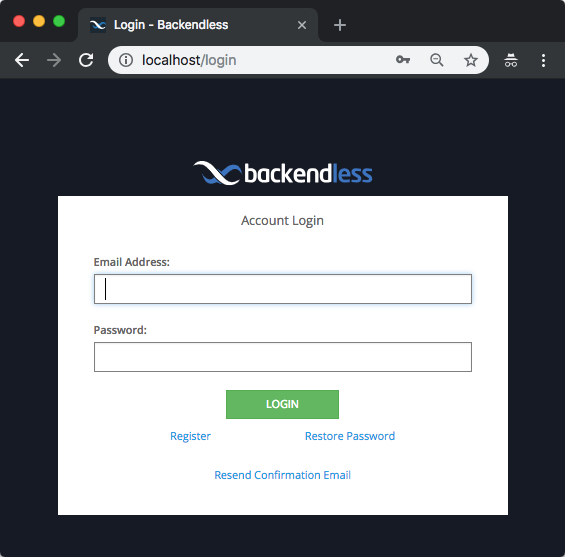 Login - Backendless
localhost/login
backendless
Account Login
Email Address:
Password:
LOGIN
Register Restore Password
Resend Confirmation Email